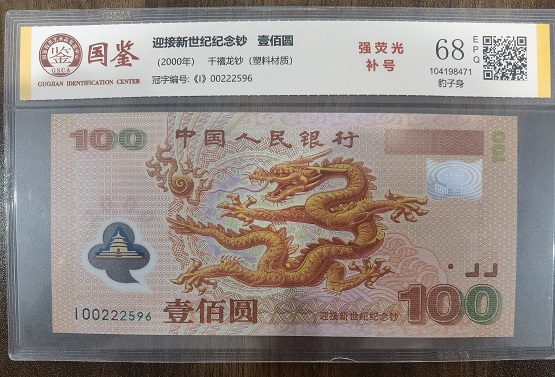 鉴
GSCA
国鉴
GUOJIAN IDENTIFICATION CENTER
迎接新世纪纪念钞 壹佰圆
(2000年) 千禧龙钞(塑料材质)
冠字编号:《I》00222596
强荧光
补号
68
EPQ
104198471
豹子身
100
中国人民银行
100
I00222596
壹佰圆
迎接新世纪纪念钞
100